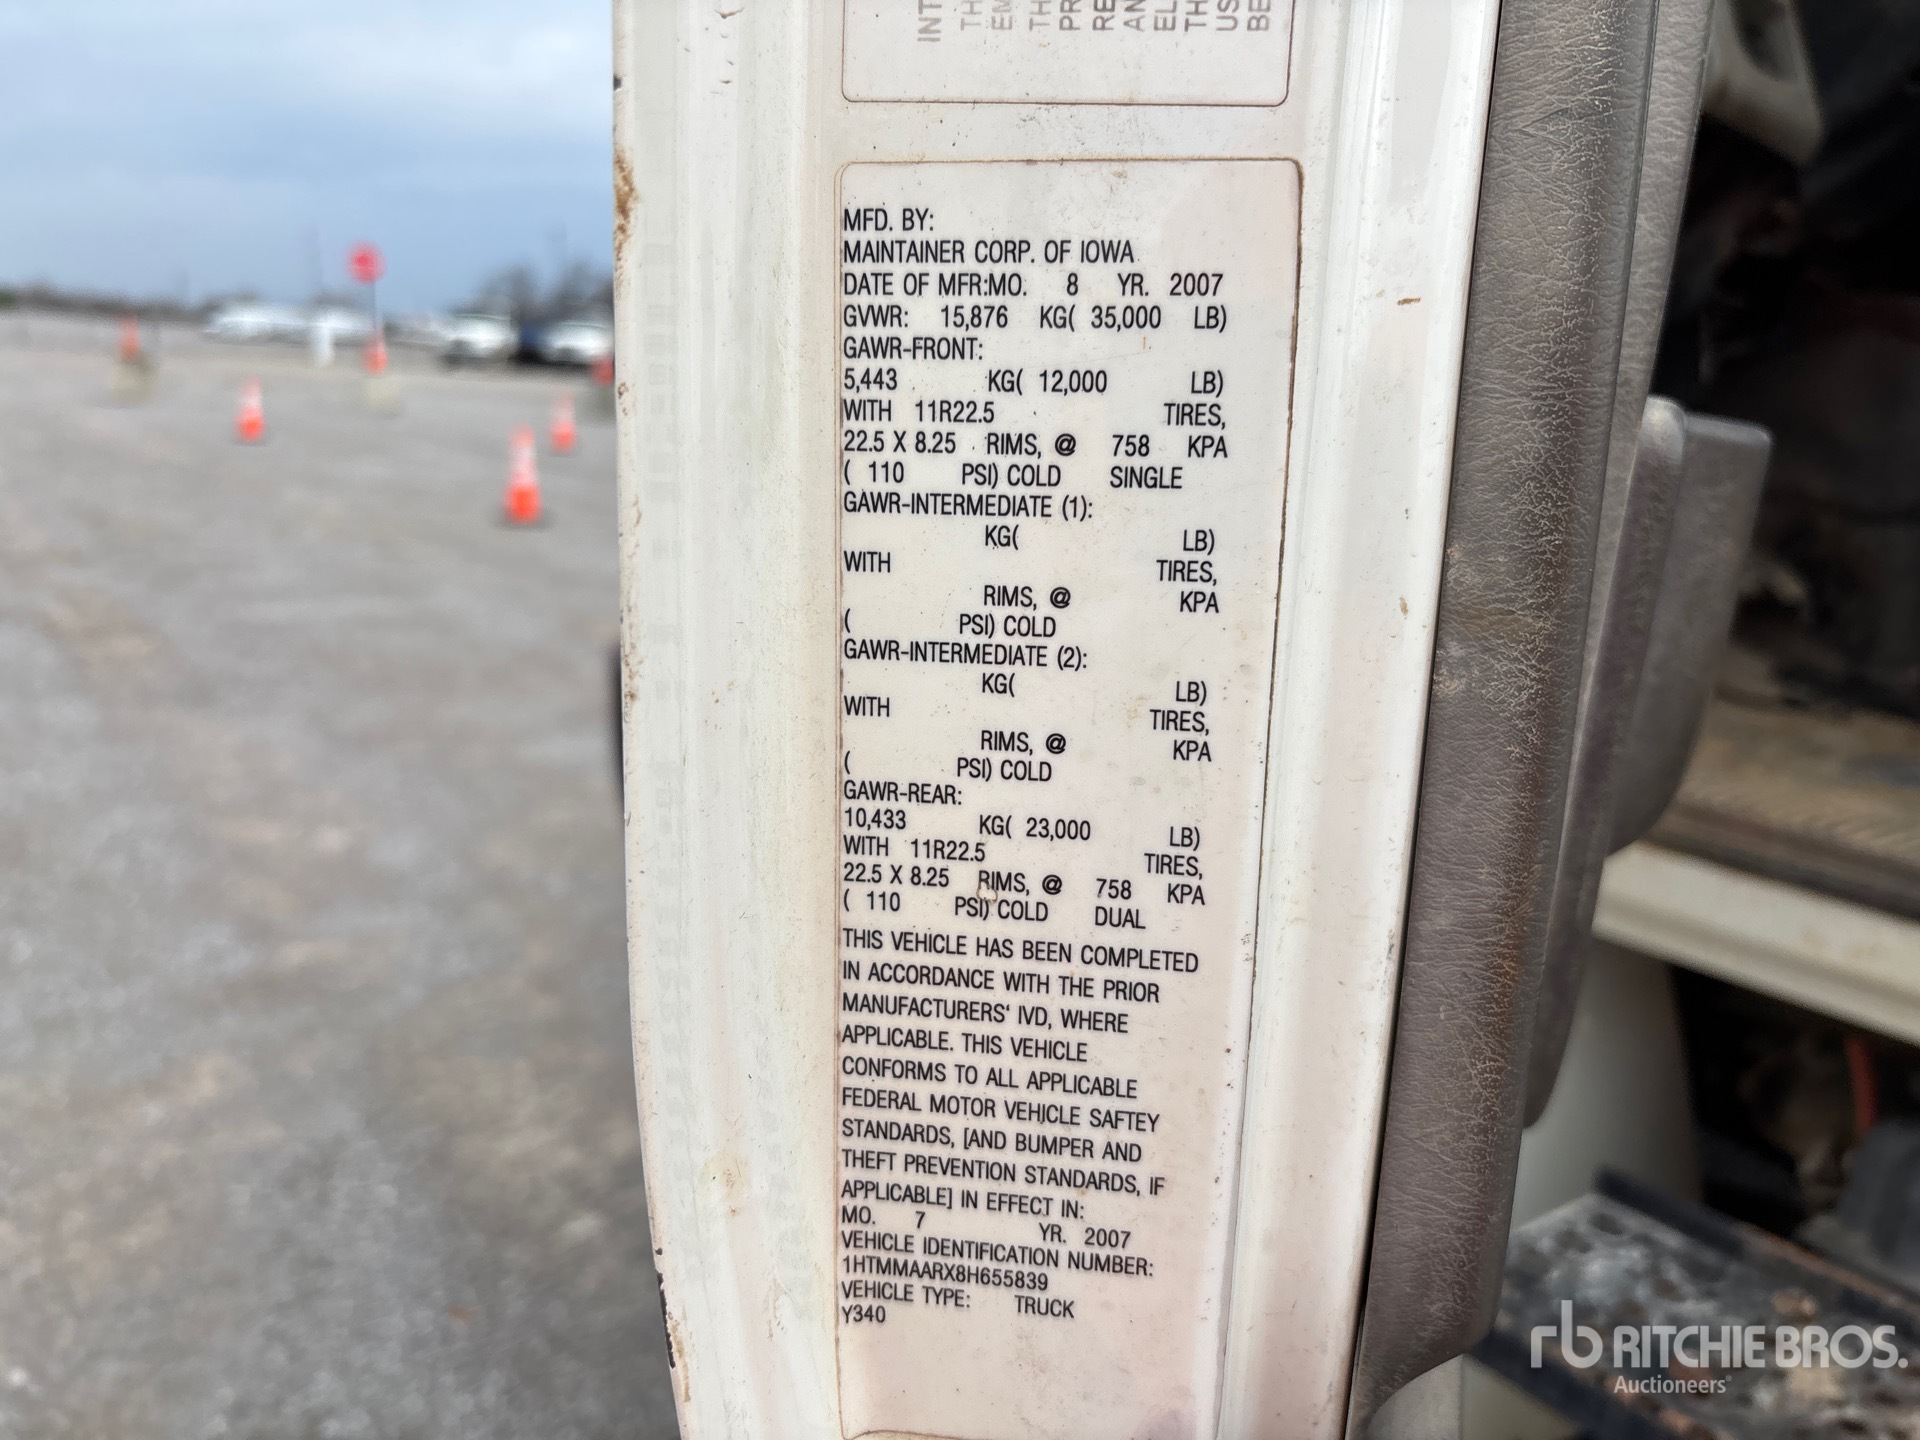 MFD. BY:
MAINTAINER CORP. OF IOWA
DATE OF MFR:MO. 8 YR. 2007
GVWR: 15,876 KG( 35,000 LB)
GAWR-FRONT:
5,443 KG( 12,000 LB)
WITH 11R22.5 TIRES,
22.5 X 8.25 RIMS, @ 758 KPA
( 110 PSI) COLD SINGLE
GAWR-INTERMEDIATE (1):
KG( LB)
WITH TIRES,
RIMS, @ KPA
( PSI) COLD
GAWR-INTERMEDIATE (2):
KG( LB)
WITH TIRES,
RIMS, @ KPA
( PSI) COLD
GAWR-REAR:
10,433 KG( 23,000 LB)
WITH 11R22.5 TIRES,
22.5 X 8.25 RIMS, @ 758 KPA
( 110 PSI) COLD DUAL
THIS VEHICLE HAS BEEN COMPLETED
IN ACCORDANCE WITH THE PRIOR
MANUFACTURERS' IVD, WHERE
APPLICABLE. THIS VEHICLE
CONFORMS TO ALL APPLICABLE
FEDERAL MOTOR VEHICLE SAFTEY
STANDARDS, [AND BUMPER AND
THEFT PREVENTION STANDARDS, IF
APPLICABLE] IN EFFECT IN:
MO. 7 YR. 2007
VEHICLE IDENTIFICATION NUMBER:
1HTMMAARX8H655839
VEHICLE TYPE: TRUCK
Y340
rb RITCHIE BROS.
Auctioneers